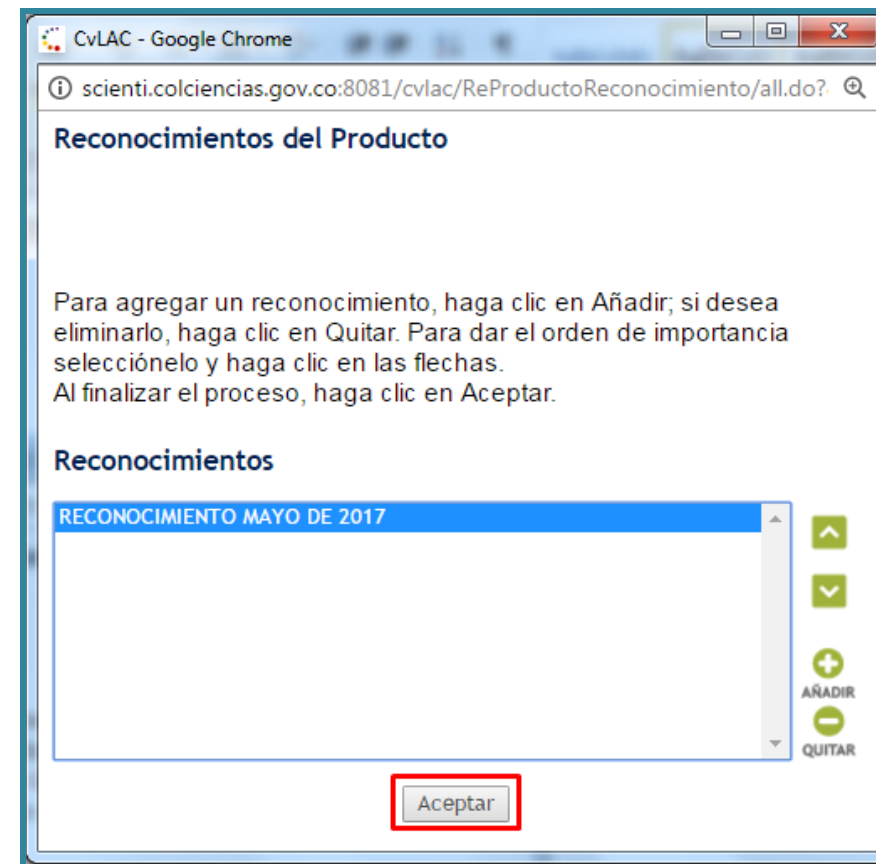 CvLAC - Google Chrome
scienti.colciencias.gov.co:8081/cvlac/ReProductoReconocimiento/all.do?
Reconocimientos del Producto
Para agregar un reconocimiento, haga clic en Añadir; si desea
eliminarlo, haga clic en Quitar. Para dar el orden de importancia
selecciónelo y haga clic en las flechas.
Al finalizar el proceso, haga clic en Aceptar.
Reconocimientos
RECONOCIMIENTO MAYO DE 2017
AÑADIR
QUITAR
Aceptar